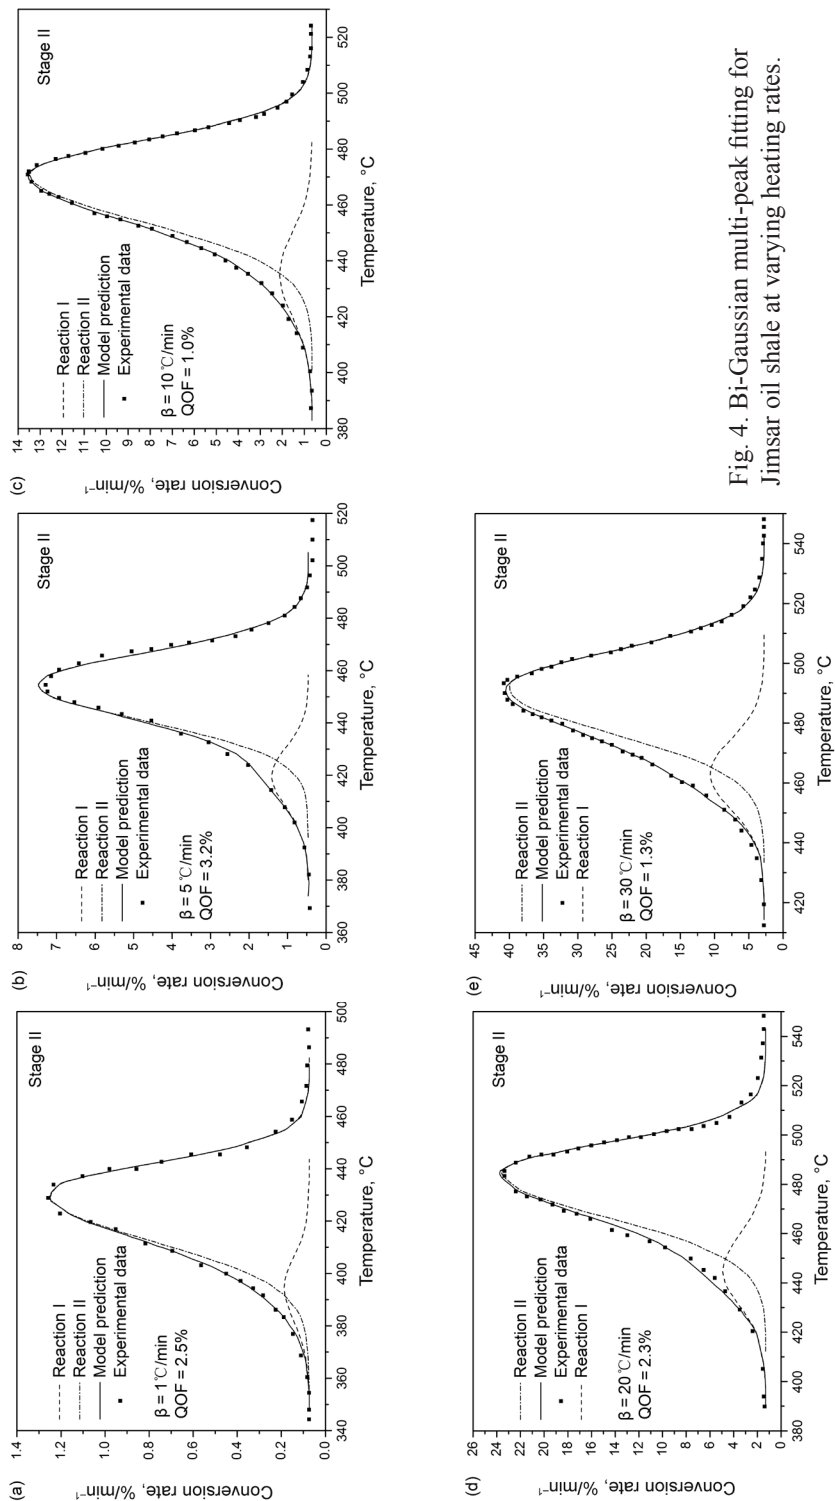 (a)
Stage II
Reaction I
Reaction II
Model prediction
Experimental data
β = 1℃/min
QOF = 2.5%
1.4
1.2
1.0
0.8
0.6
0.4
0.2
0.0
340 360 380 400 420 440 460 480 500
Conversion rate, %/min⁻¹
Temperature, °C
(b)
Stage II
Reaction I
Reaction II
Model prediction
Experimental data
β = 5℃/min
QOF = 3.2%
8
7
6
5
4
3
2
1
0
360 380 400 420 440 460 480 500 520
Conversion rate, %/min⁻¹
Temperature, °C
(c)
Stage II
Reaction I
Reaction II
Model prediction
Experimental data
β = 10℃/min
QOF = 1.0%
14
13
12
11
10
9
8
7
6
5
4
3
2
1
0
380 400 420 440 460 480 500 520
Conversion rate, %/min⁻¹
Temperature, °C
(d)
Stage II
Reaction II
Model prediction
Experimental data
Reaction I
β = 20℃/min
QOF = 2.3%
26
24
22
20
18
16
14
12
10
8
6
4
2
0
380 400 420 440 460 480 500 520 540
Conversion rate, %/min⁻¹
Temperature, °C
(e)
Stage II
Reaction II
Model prediction
Experimental data
Reaction I
β = 30℃/min
QOF = 1.3%
45
40
35
30
25
20
15
10
5
0
420 440 460 480 500 520 540
Conversion rate, %/min⁻¹
Temperature, °C
Fig. 4. Bi-Gaussian multi-peak fitting for
Jimsar oil shale at varying heating rates.